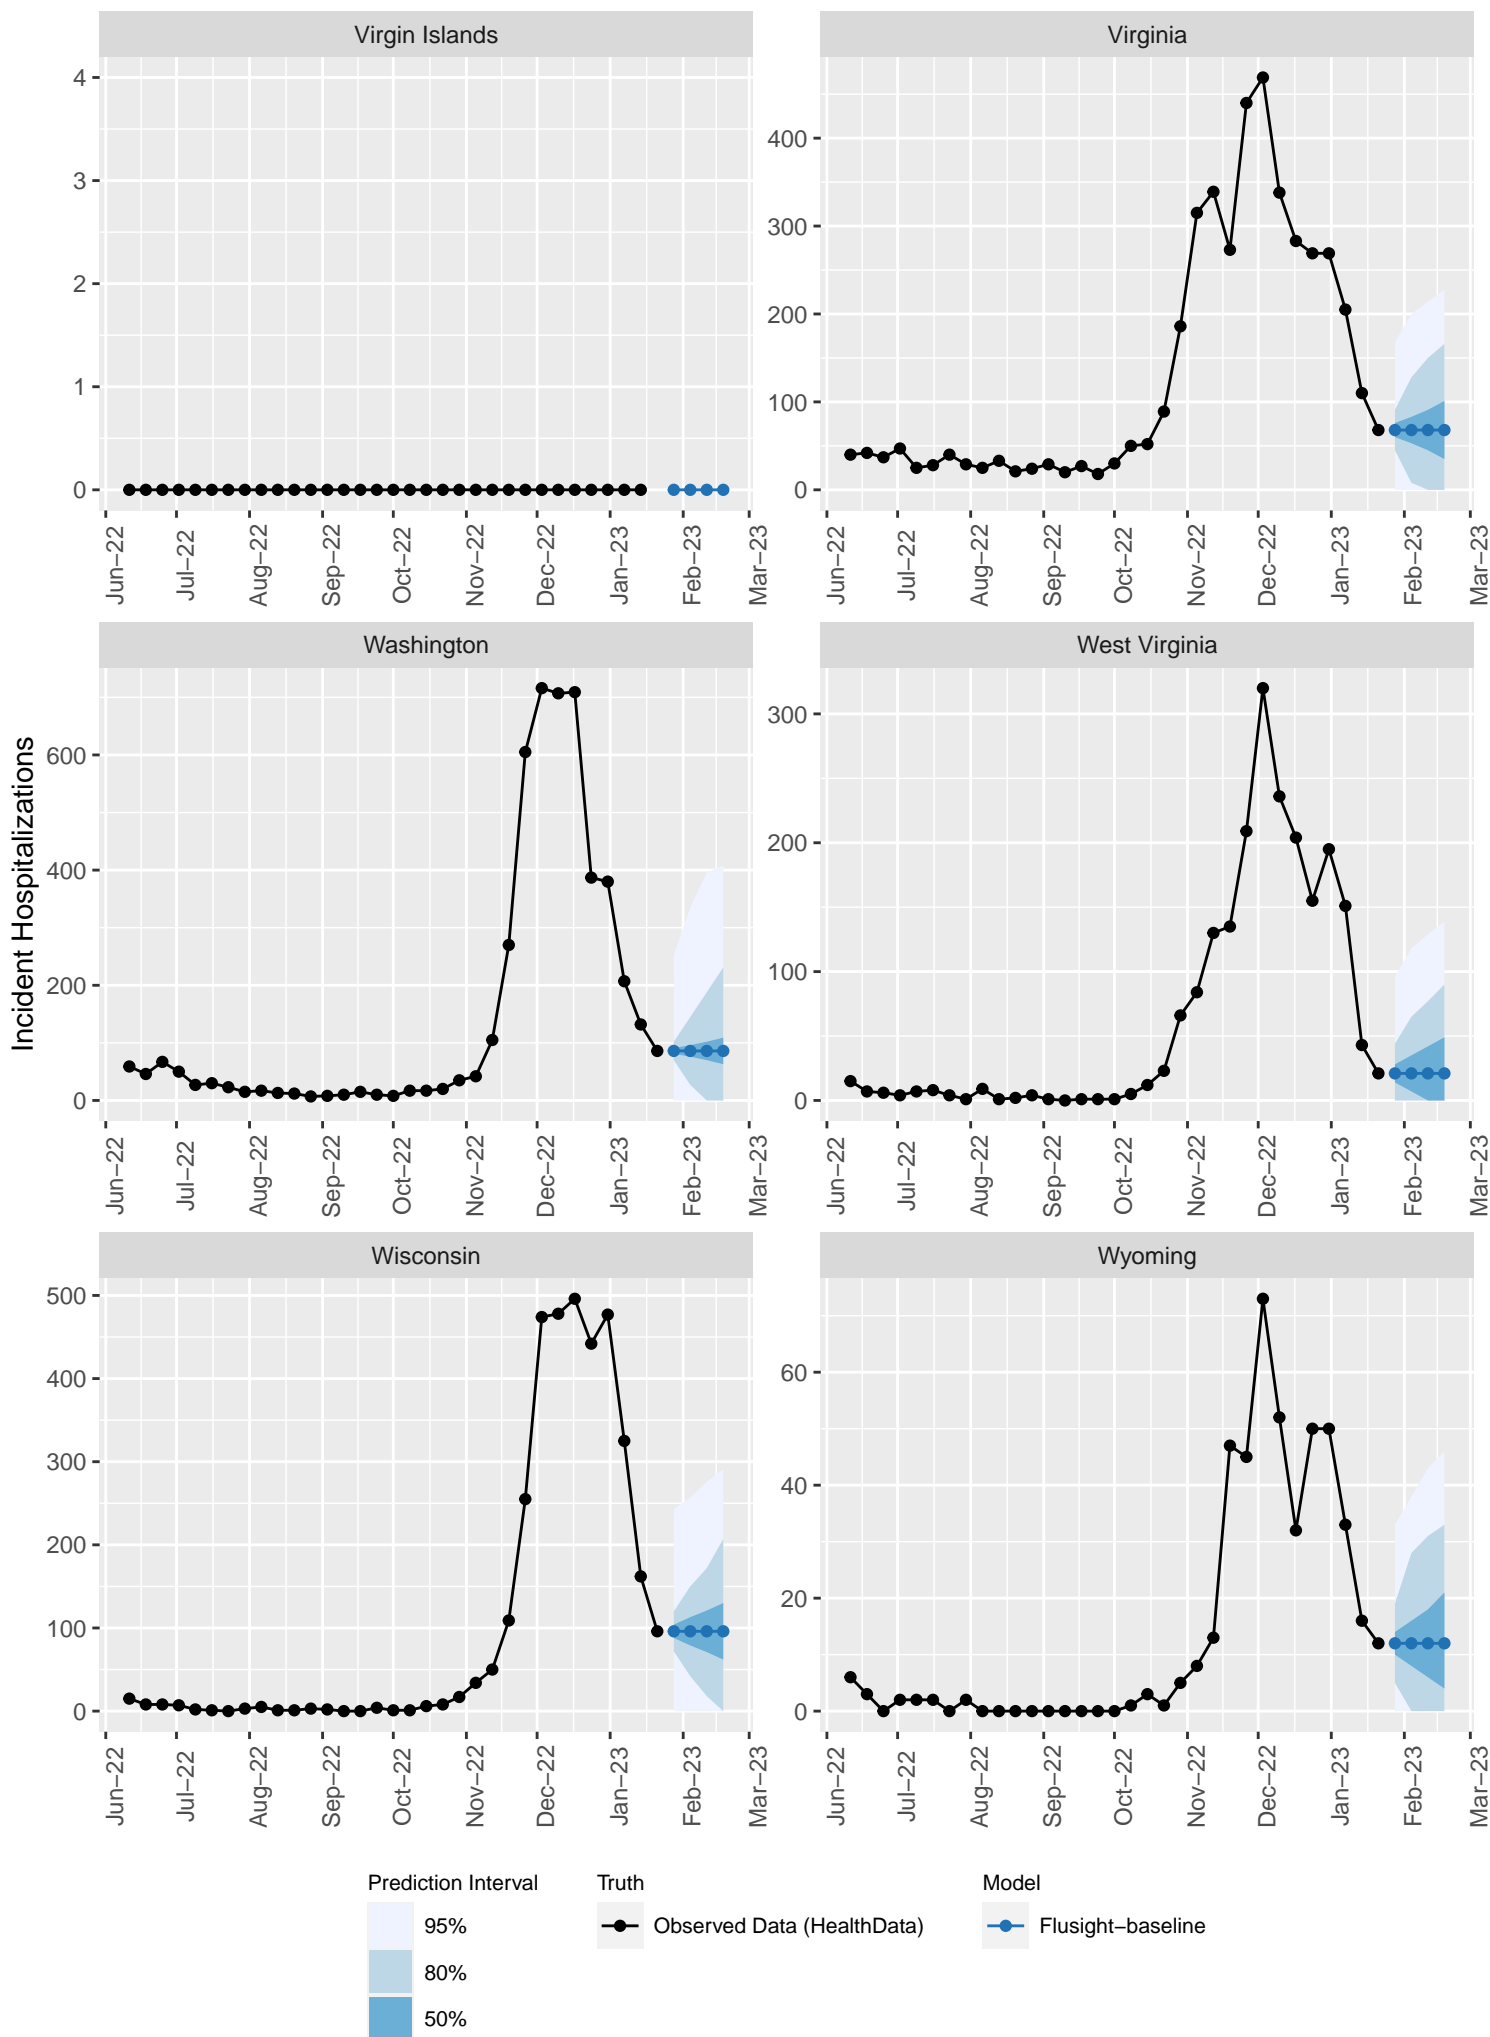 Virgin Islands
Virginia
4
3
2
1
0
400
300
200
100
0
Jun−22
Jul−22
Aug−22
Sep−22
Oct−22
Nov−22
Dec−22
Jan−23
Feb−23
Mar−23
Jun−22
Jul−22
Aug−22
Sep−22
Oct−22
Nov−22
Dec−22
Jan−23
Feb−23
Mar−23
Incident Hospitalizations
Washington
West Virginia
600
400
200
0
300
200
100
0
Jun−22
Jul−22
Aug−22
Sep−22
Oct−22
Nov−22
Dec−22
Jan−23
Feb−23
Mar−23
Jun−22
Jul−22
Aug−22
Sep−22
Oct−22
Nov−22
Dec−22
Jan−23
Feb−23
Mar−23
Wisconsin
Wyoming
500
400
300
200
100
0
60
40
20
0
Jun−22
Jul−22
Aug−22
Sep−22
Oct−22
Nov−22
Dec−22
Jan−23
Feb−23
Mar−23
Jun−22
Jul−22
Aug−22
Sep−22
Oct−22
Nov−22
Dec−22
Jan−23
Feb−23
Mar−23
Prediction Interval
95%
80%
50%
Truth
Observed Data (HealthData)
Model
Flusight−baseline